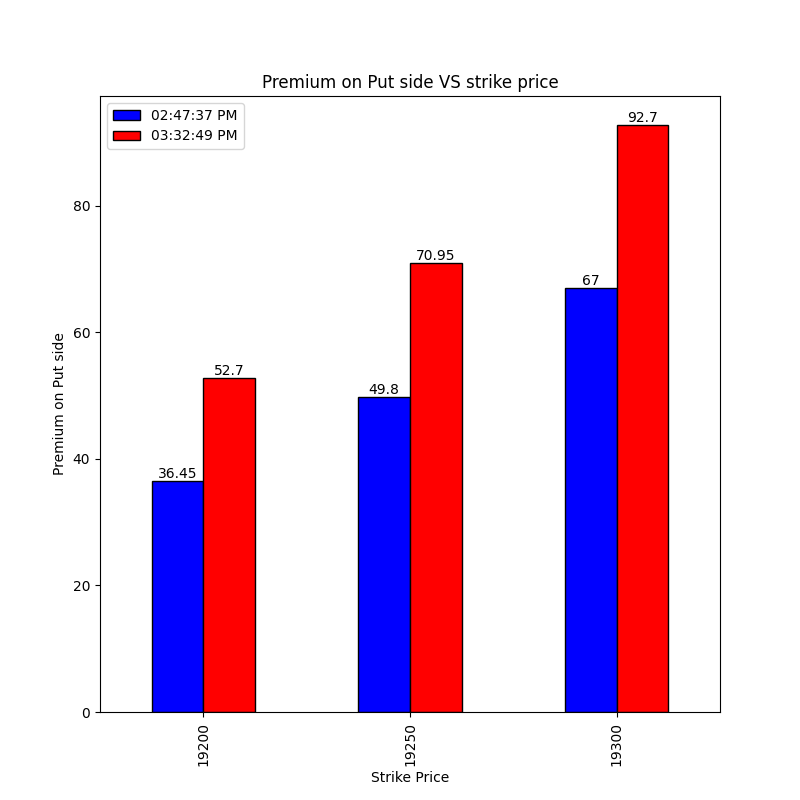 Premium on Put side VS strike price
02:47:37 PM
03:32:49 PM
92.7
80
70.95
67
60
52.7
49.8
40
36.45
20
0
Premium on Put side
19200
19250
19300
Strike Price